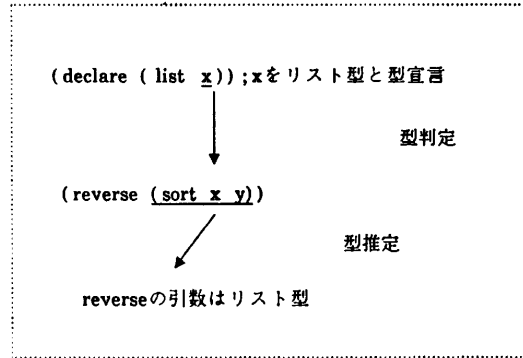 (declare ( list x)) ;xをリスト型と型宣言
型判定
(reverse (sort x y))
型推定
reverseの引数はリスト型